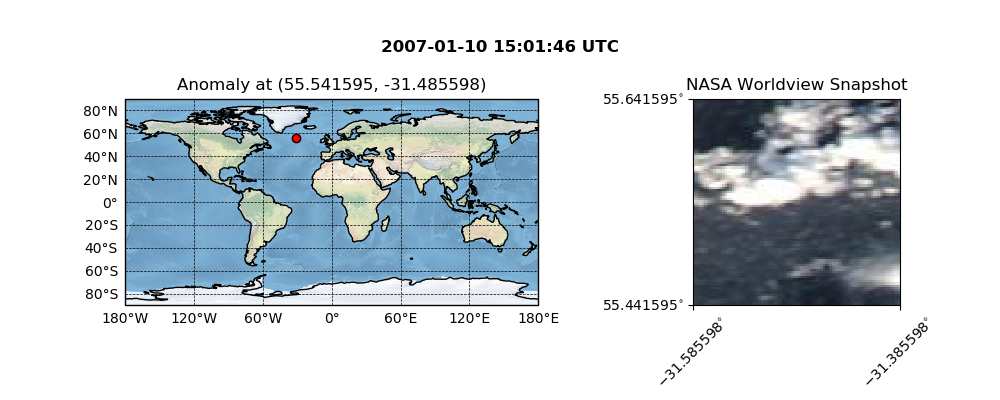 2007-01-10 15:01:46 UTC
Anomaly at (55.541595, -31.485598)
80°N
60°N
40°N
20°N
0°
20°S
40°S
60°S
80°S
180°W 120°W 60°W 0° 60°E 120°E 180°E
NASA Worldview Snapshot
55.641595°
55.441595°
−31.585598°
−31.385598°